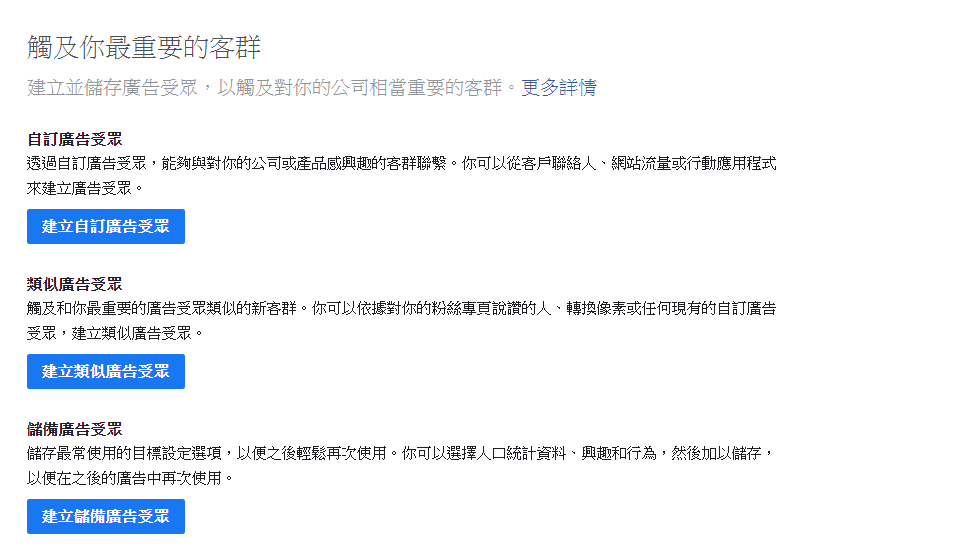 觸及你最重要的客群
建立並儲存廣告受眾，以觸及對你的公司相當重要的客群。更多詳情
自訂廣告受眾
透過自訂廣告受眾，能夠與對你的公司或產品感興趣的客群聯繫。你可以從客戶聯絡人、網站流量或行動應用程式
來建立廣告受眾。
建立自訂廣告受眾
類似廣告受眾
觸及和你最重要的廣告受眾類似的新客群。你可以依據對你的粉絲專頁說讚的人、轉換像素或任何現有的自訂廣告
受眾，建立類似廣告受眾。
建立類似廣告受眾
儲備廣告受眾
儲存最常使用的目標設定選項，以便之後輕鬆再次使用。你可以選擇人口統計資料、興趣和行為，然後加以儲存，
以便在之後的廣告中再次使用。
建立儲備廣告受眾